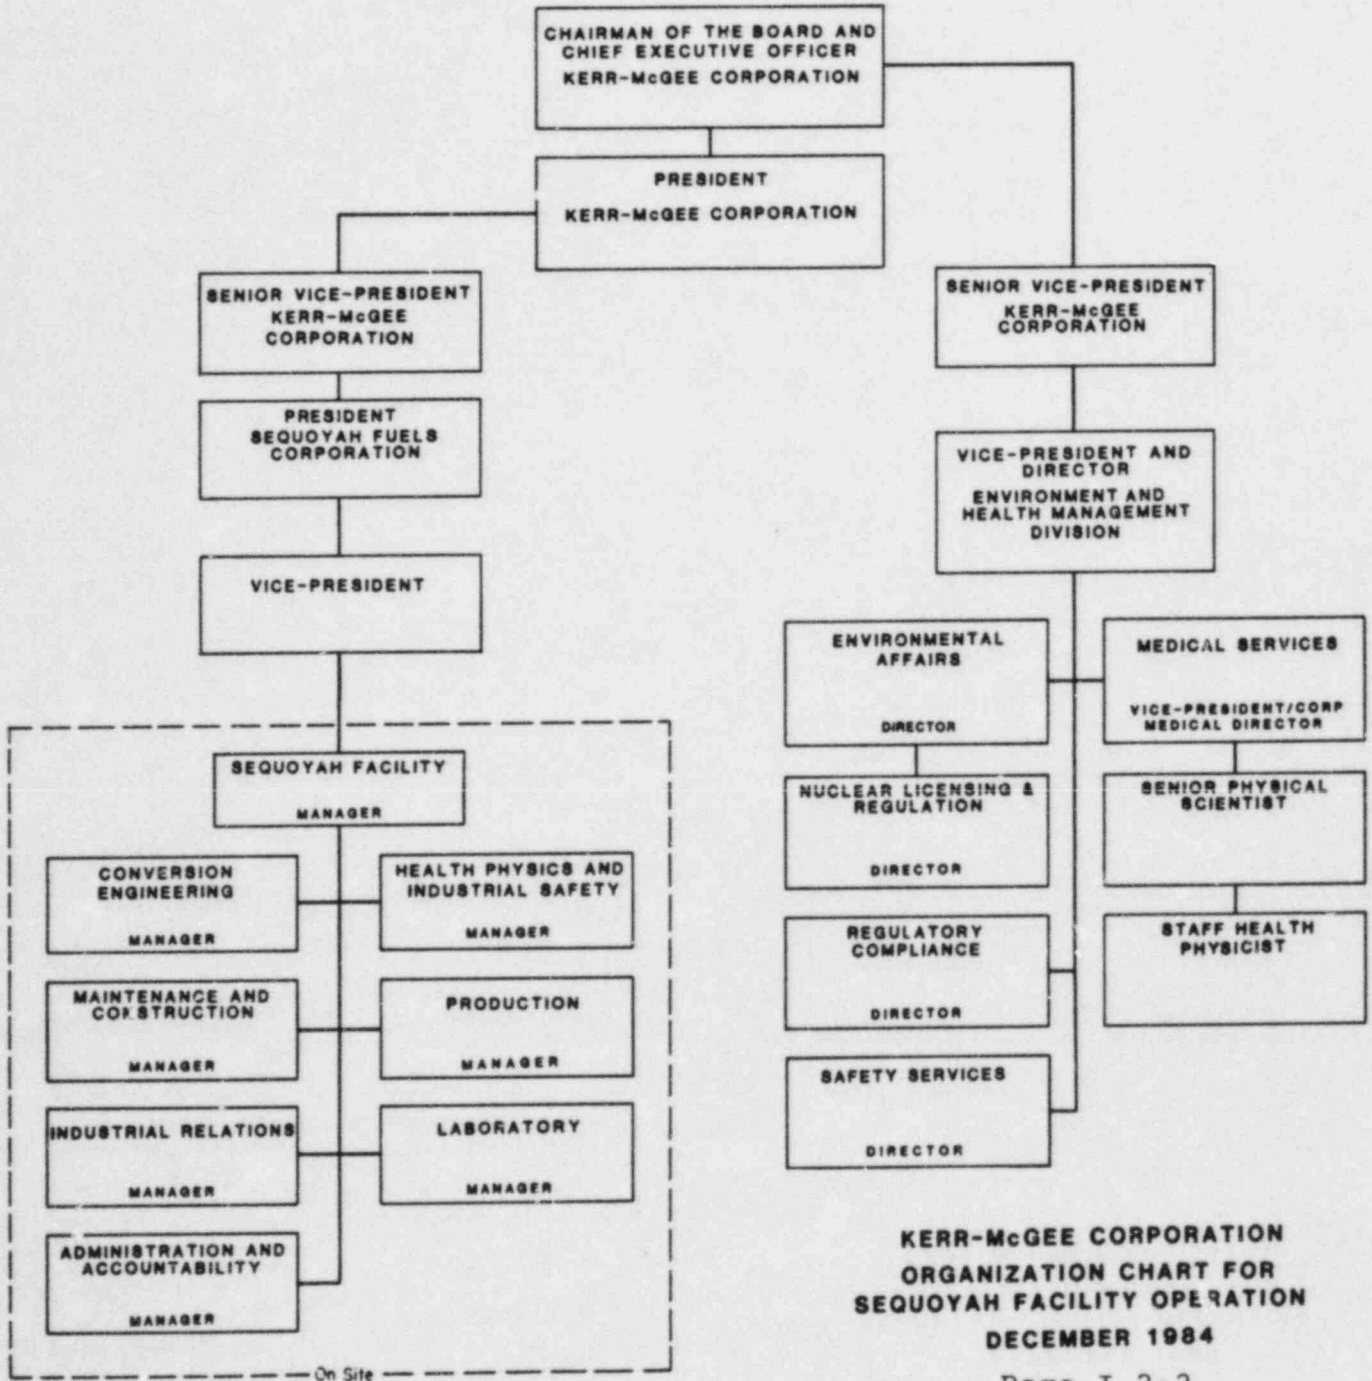 CHAIRMAN OF THE BOARD AND
CHIEF EXECUTIVE OFFICER
KERR-McGEE CORPORATION
PRESIDENT
KERR-McGEE CORPORATION
SENIOR VICE-PRESIDENT
KERR-McGEE
CORPORATION
SENIOR VICE-PRESIDENT
KERR-McGEE
CORPORATION
PRESIDENT
SEQUOYAH FUELS
CORPORATION
VICE-PRESIDENT AND
DIRECTOR
ENVIRONMENT AND
HEALTH MANAGEMENT
DIVISION
VICE-PRESIDENT
ENVIRONMENTAL
AFFAIRS
DIRECTOR
MEDICAL SERVICES
VICE-PRESIDENT/CORP
MEDICAL DIRECTOR
NUCLEAR LICENSING &
REGULATION
DIRECTOR
SENIOR PHYSICAL
SCIENTIST
REGULATORY
COMPLIANCE
DIRECTOR
STAFF HEALTH
PHYSICIST
SAFETY SERVICES
DIRECTOR
SEQUOYAH FACILITY
MANAGER
CONVERSION
ENGINEERING
MANAGER
HEALTH PHYSICS AND
INDUSTRIAL SAFETY
MANAGER
MAINTENANCE AND
CONSTRUCTION
MANAGER
PRODUCTION
MANAGER
INDUSTRIAL RELATIONS
MANAGER
LABORATORY
MANAGER
ADMINISTRATION AND
ACCOUNTABILITY
MANAGER
On Site
KERR-McGEE CORPORATION
ORGANIZATION CHART FOR
SEQUOYAH FACILITY OPERATION
DECEMBER 1984